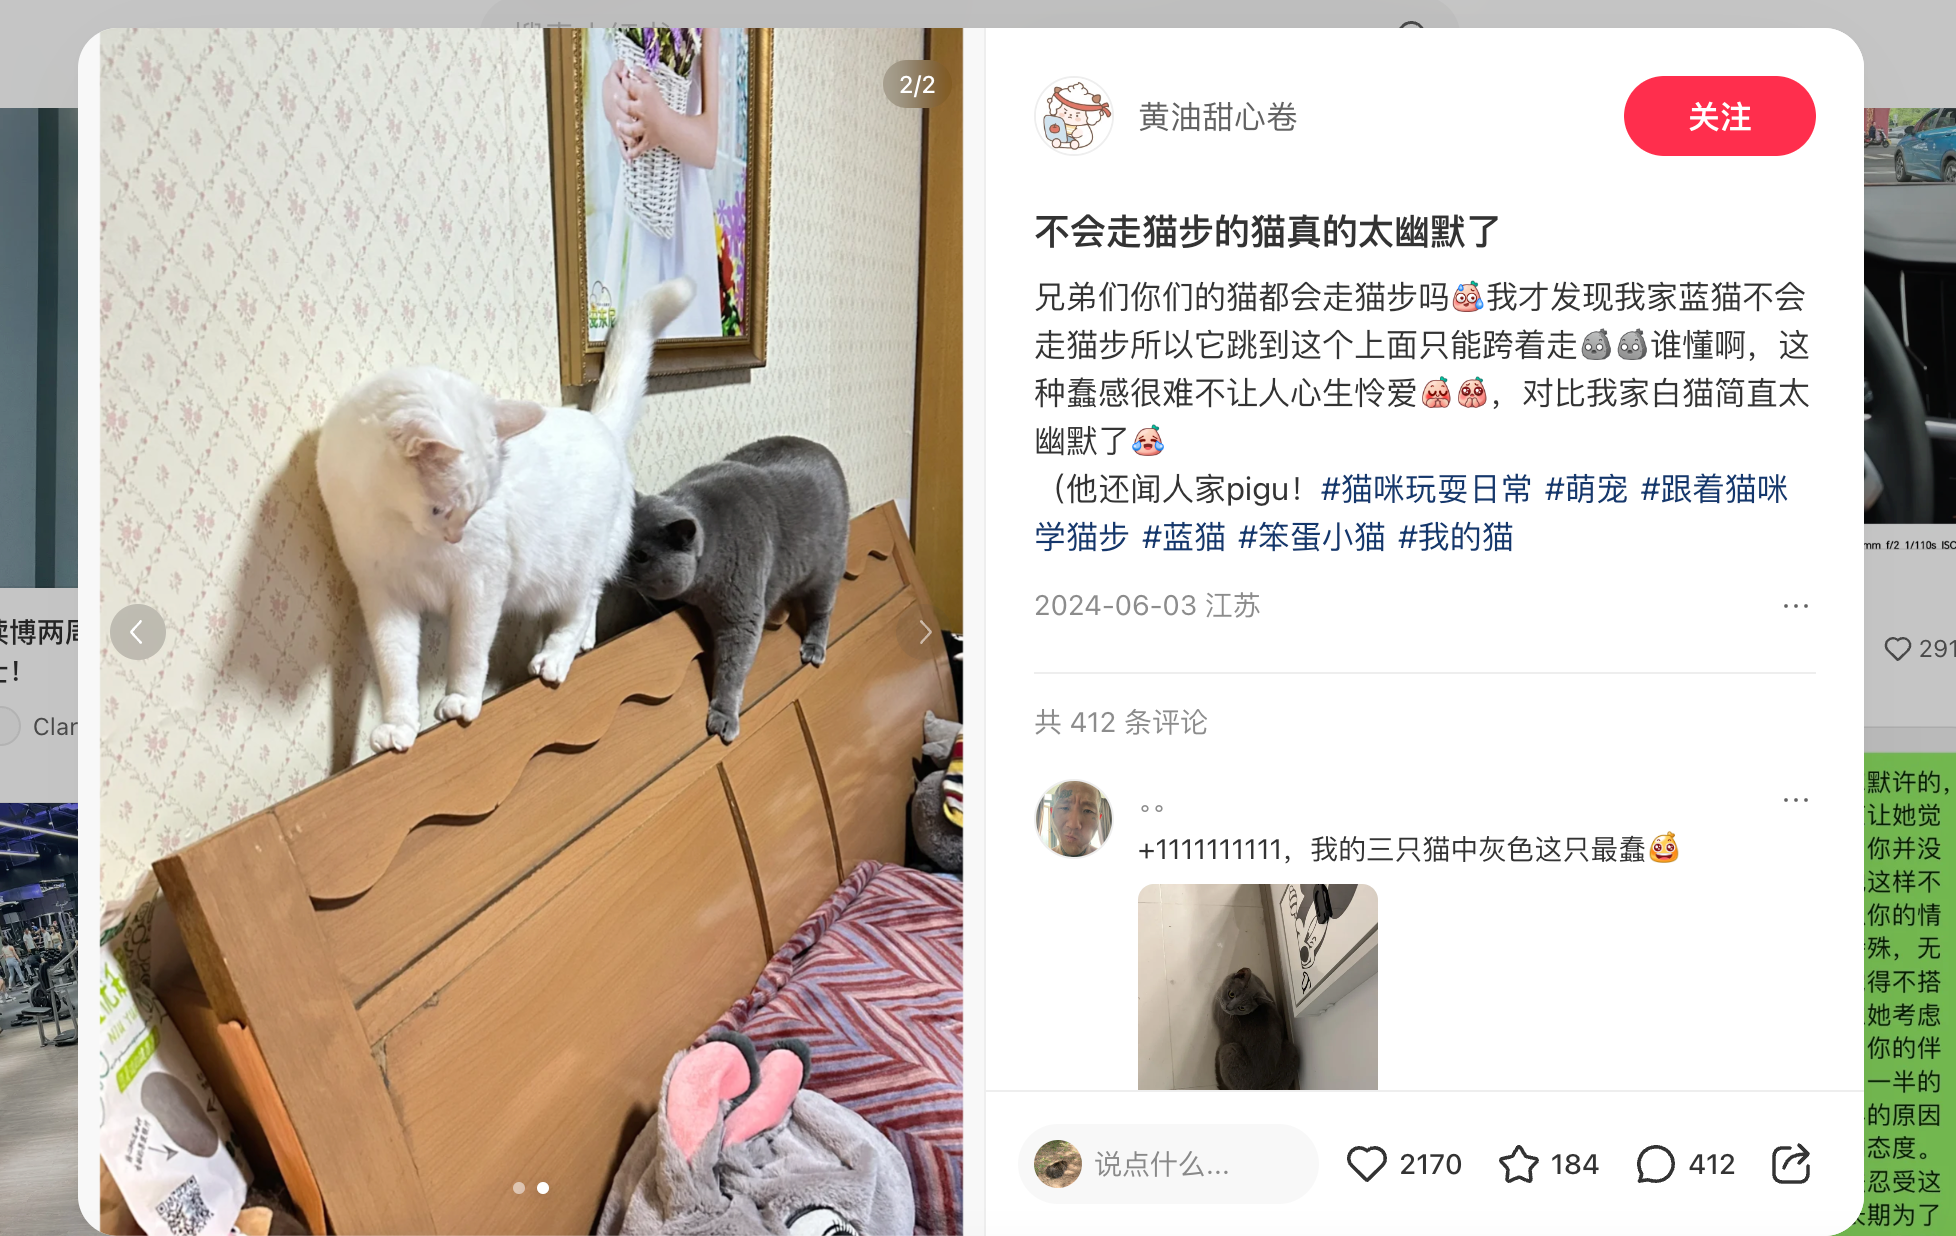 2/2
黄油甜心卷
关注
不会走猫步的猫真的太幽默了
兄弟们你们的猫都会走猫步吗我才发现我家蓝猫不会
走猫步所以它跳到这个上面只能跨着走谁懂啊，这
种蠢感很难不让人心生怜爱，对比我家白猫简直太
幽默了
（他还闻人家pigu！#猫咪玩耍日常 #萌宠 #跟着猫咪
学猫步 #蓝猫 #笨蛋小猫 #我的猫
2024-06-03 江苏
共 412 条评论
。。
+1111111111，我的三只猫中灰色这只最蠢
说点什么...
2170
184
412
博两周
!
Clar
mm f/2 1/110s ISO
291
默许的，
让她觉
你并没
这样不
你的情
殊，无
得不搭
她考虑
你的伴
一半的
的原因
态度。
忍受这
期为了